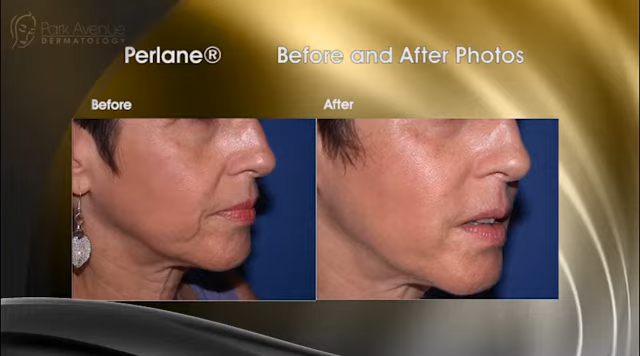 Park Avenue
DERMATOLOGY
Perlane® Before and After Photos
Before After